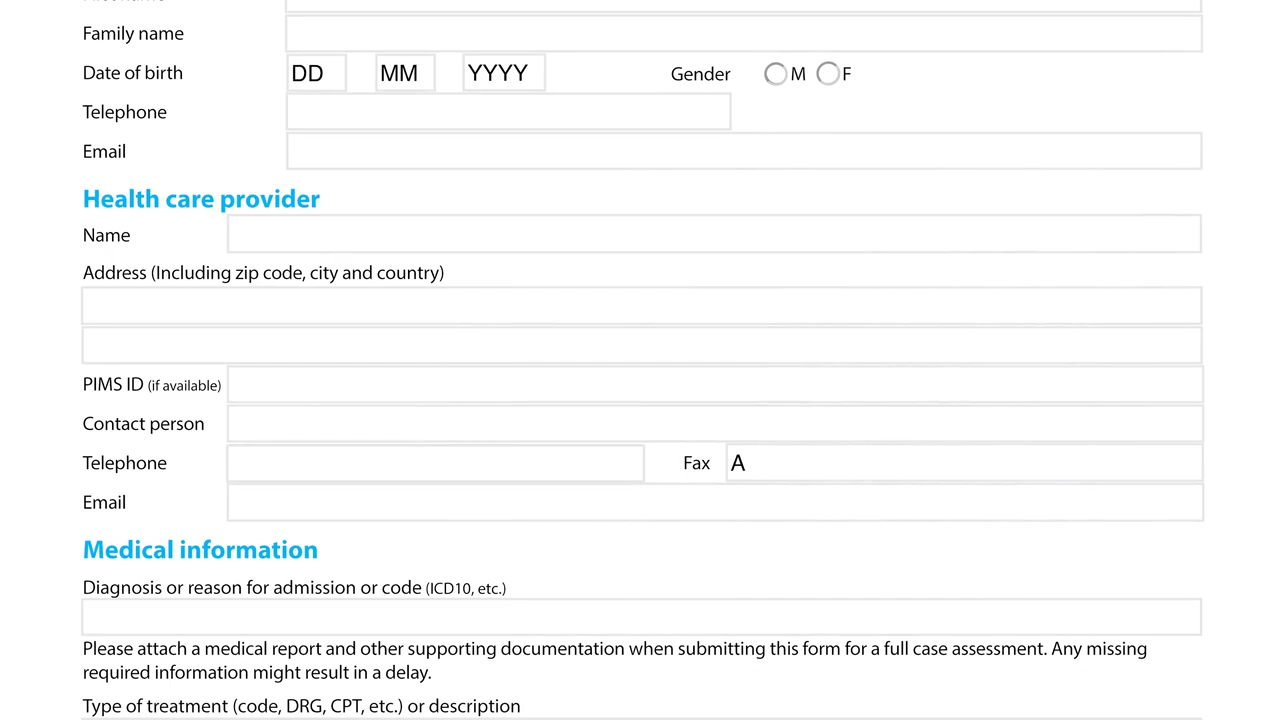 Family name
Date of birth DD MM YYYY Gender M F
Telephone
Email
Health care provider
Name
Address (Including zip code, city and country)
PIMS ID (if available)
Contact person
Telephone Fax A
Email
Medical information
Diagnosis or reason for admission or code (ICD10, etc.)
Please attach a medical report and other supporting documentation when submitting this form for a full case assessment. Any missing
required information might result in a delay.
Type of treatment (code, DRG, CPT, etc.) or description